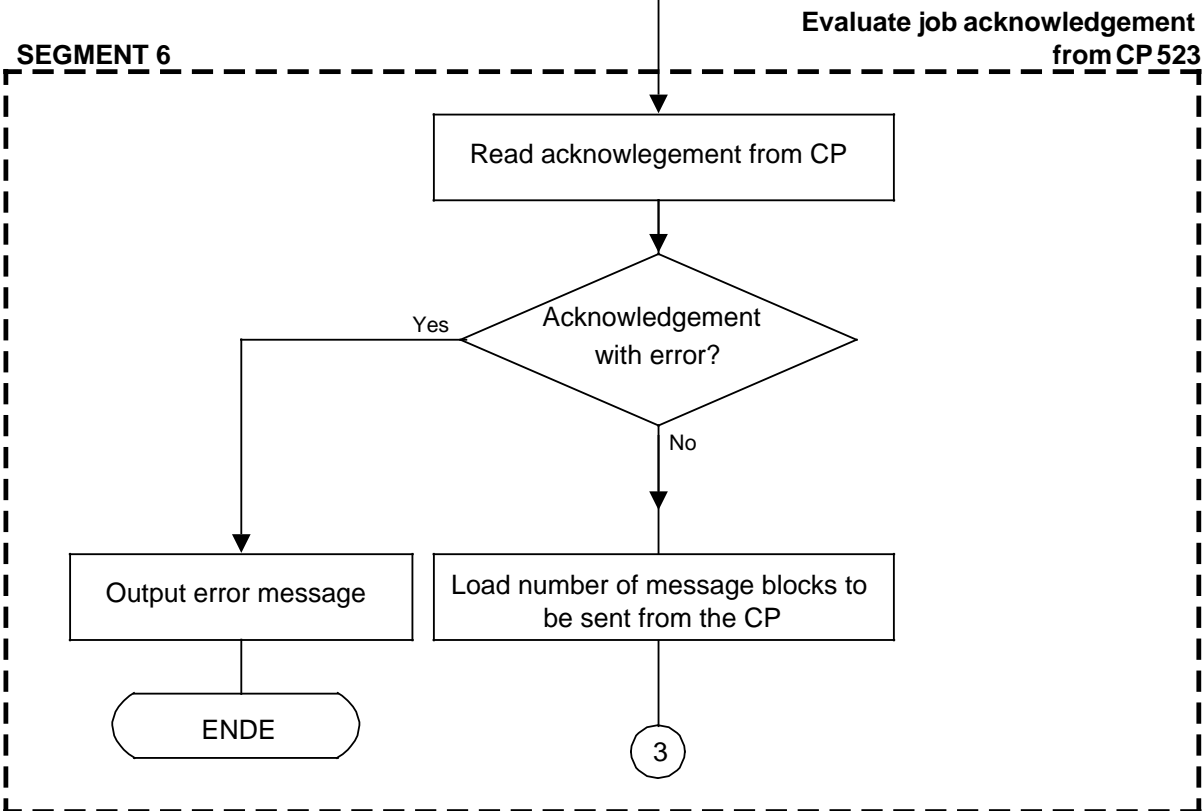 Evaluate job acknowledgement
SEGMENT 6
from CP 523
Read acknowlegement from CP
Acknowledgement
with error?
Yes
No
Output error message
Load number of message blocks to
be sent from the CP
ENDE
3